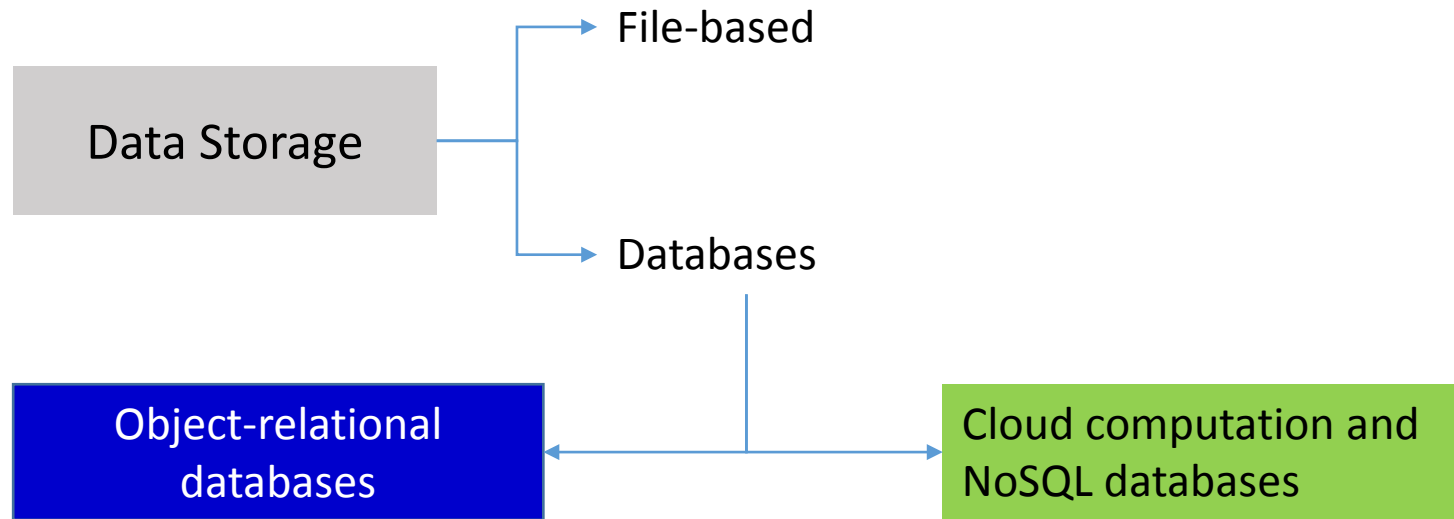 File-based
Data Storage
Databases
Object-relational
databases
Cloud computation and
NoSQL databases